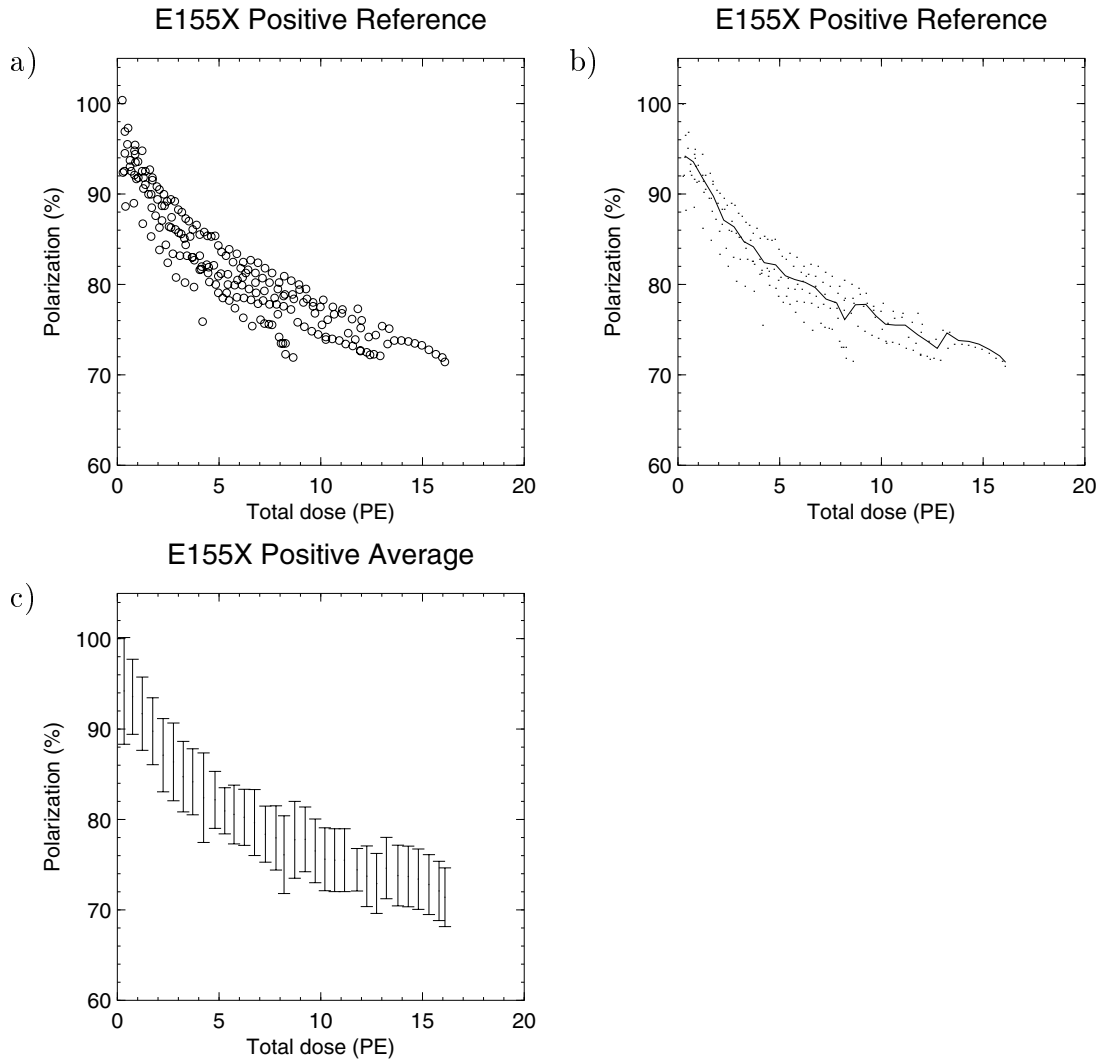 E155X Positive Reference
a)
100
90
80
70
60
Polarization (%)
0 5 10 15 20
Total dose (PE)
E155X Positive Reference
b)
100
90
80
70
60
Polarization (%)
0 5 10 15 20
Total dose (PE)
E155X Positive Average
c)
100
90
80
70
60
Polarization (%)
0 5 10 15 20
Total dose (PE)